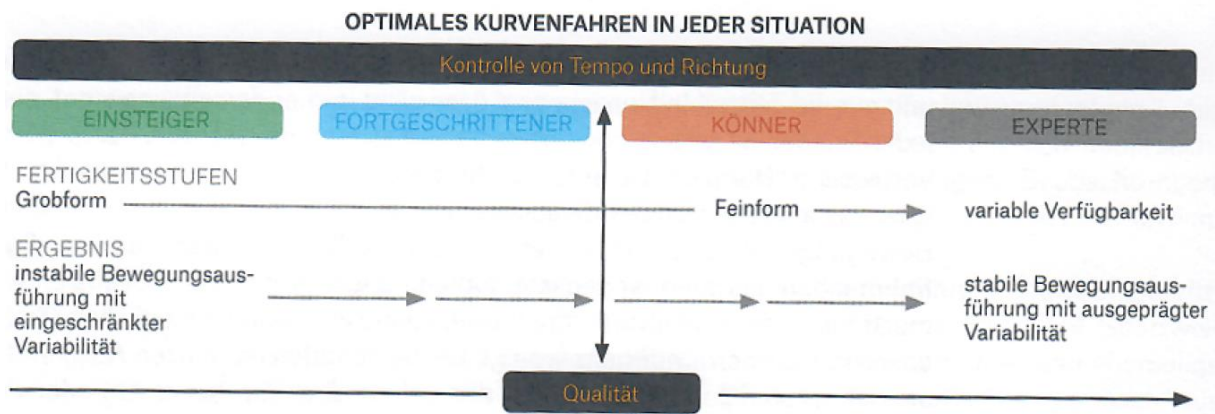 OPTIMALES KURVENFAHREN IN JEDER SITUATION
Kontrolle von Tempo und Richtung
EINSTEIGER
FORTGESCHRITTENER
KÖNNER
EXPERTE
FERTIGKEITSSTUFEN
Grobform
Feinform
variable Verfügbarkeit
ERGEBNIS
instabile Bewegungsaus-
führung mit
eingeschränkter
Variabilität
stabile Bewegungsaus-
führung mit ausgeprägter
Variabilität
Qualität